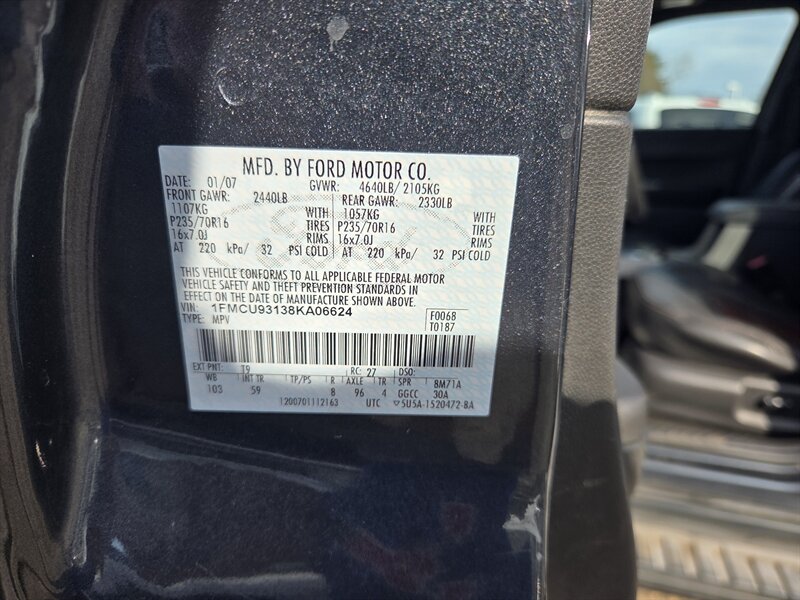 MFD. BY FORD MOTOR CO.
DATE: 01/07 GVWR: 4640LB/ 2105KG
FRONT GAWR: 2440LB REAR GAWR: 2330LB
1107KG WITH 1057KG WITH
P235/70R16 TIRES P235/70R16 TIRES
16x7.0J RIMS 16x7.0J RIMS
AT 220 kPa/ 32 PSI COLD AT 220 kPa/ 32 PSI COLD
THIS VEHICLE CONFORMS TO ALL APPLICABLE FEDERAL MOTOR
VEHICLE SAFETY AND THEFT PREVENTION STANDARDS IN
EFFECT ON THE DATE OF MANUFACTURE SHOWN ABOVE.
VIN: 1FMCU93138KA06624 F0068
TYPE: MPV T0187
EXT PNT: T9 RC: 27 DSO:
WB INT TR TP/PS R AXLE TR SPR 8M71A
103 59 8 96 4 GGCC 30A
1200701112163 UTC ▽5U5A-1520472-BA